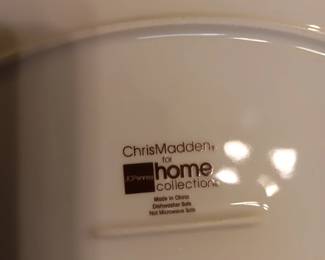 ChrisMadden
for
JCPenney home
collection
Made in China
Dishwasher Safe
Not Microwave Safe